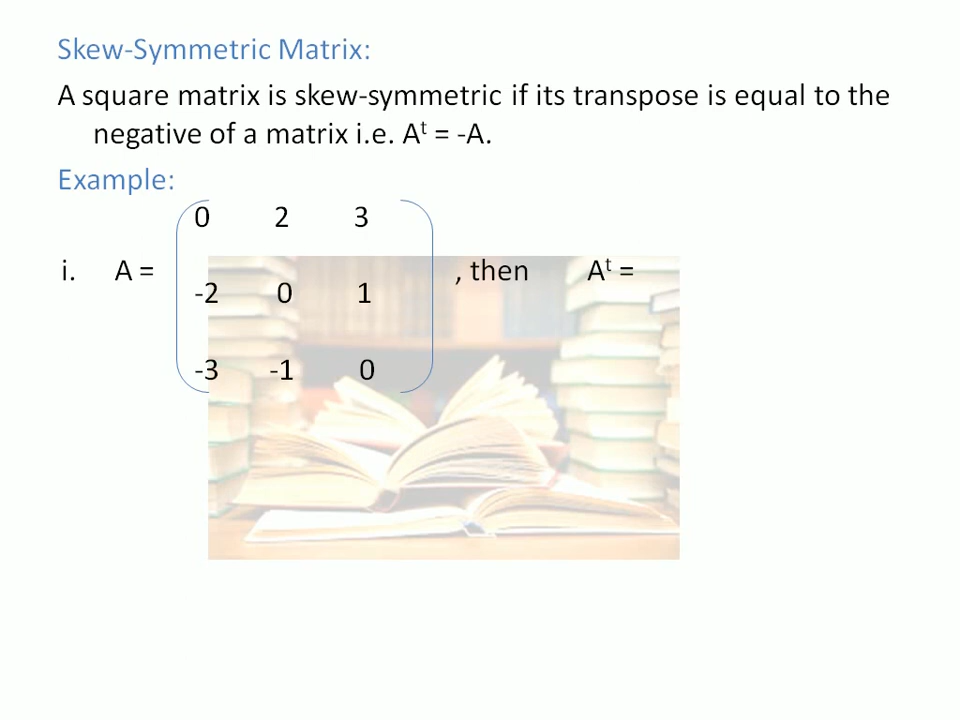 Skew-Symmetric Matrix:
A square matrix is skew-symmetric if its transpose is equal to the
negative of a matrix i.e. Aᵗ = -A.
Example:
0 2 3
i. A = , then Aᵗ =
-2 0 1
-3 -1 0